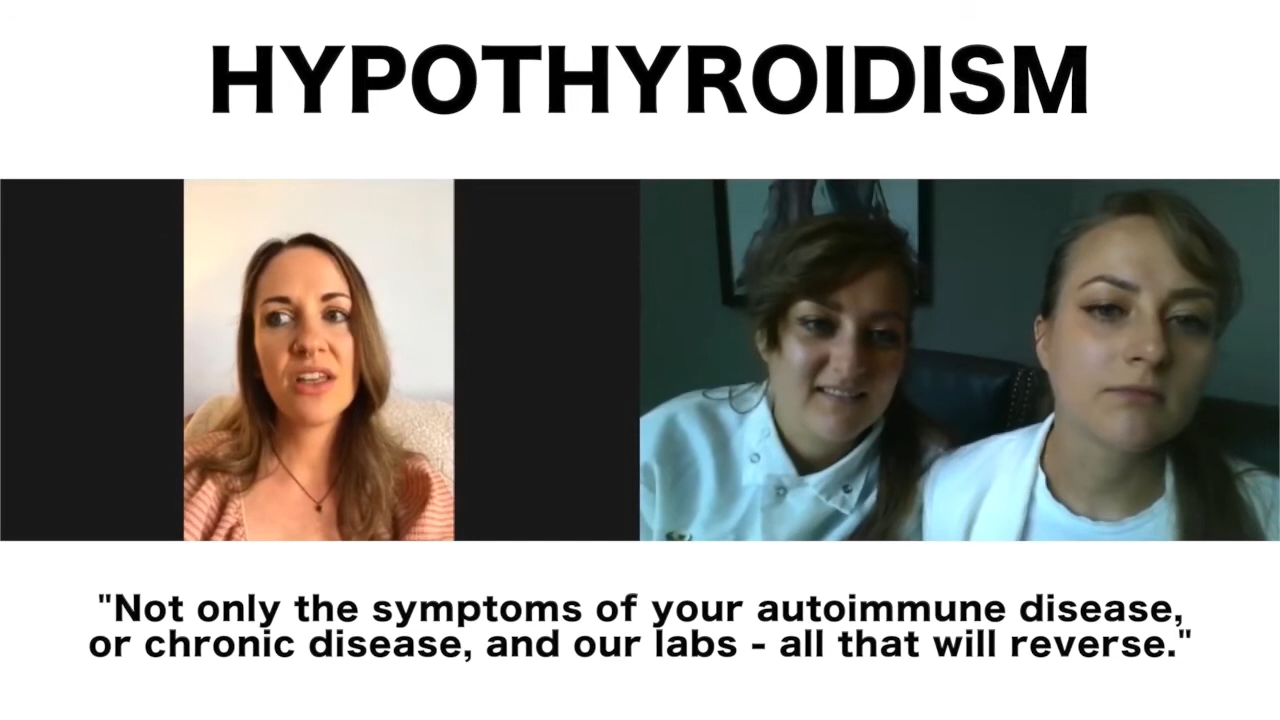 HYPOTHYROIDISM
"Not only the symptoms of your autoimmune disease,
or chronic disease, and our labs - all that will reverse."